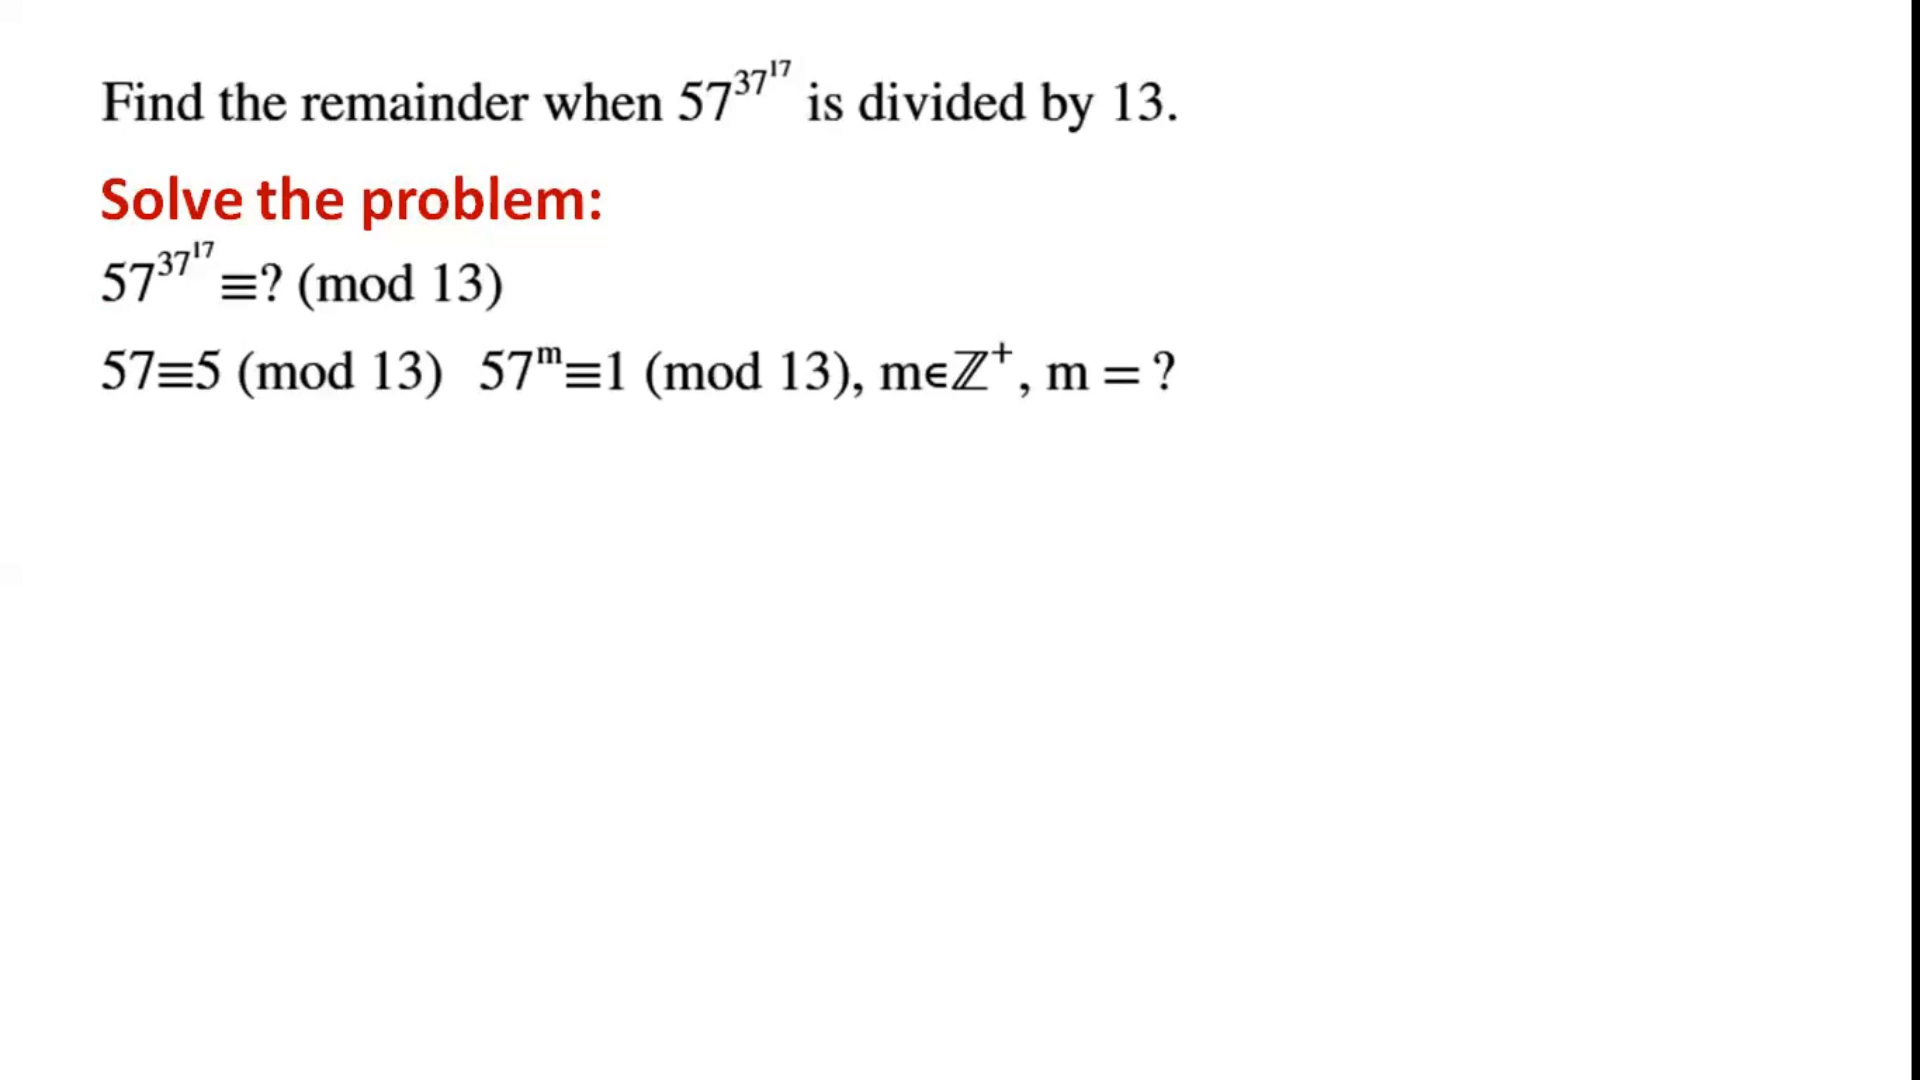 Find the remainder when 57^37^17 is divided by 13.
Solve the problem:
57^37^17 ≡? (mod 13)
57≡5 (mod 13) 57^m≡1 (mod 13), m∈ℤ⁺, m = ?